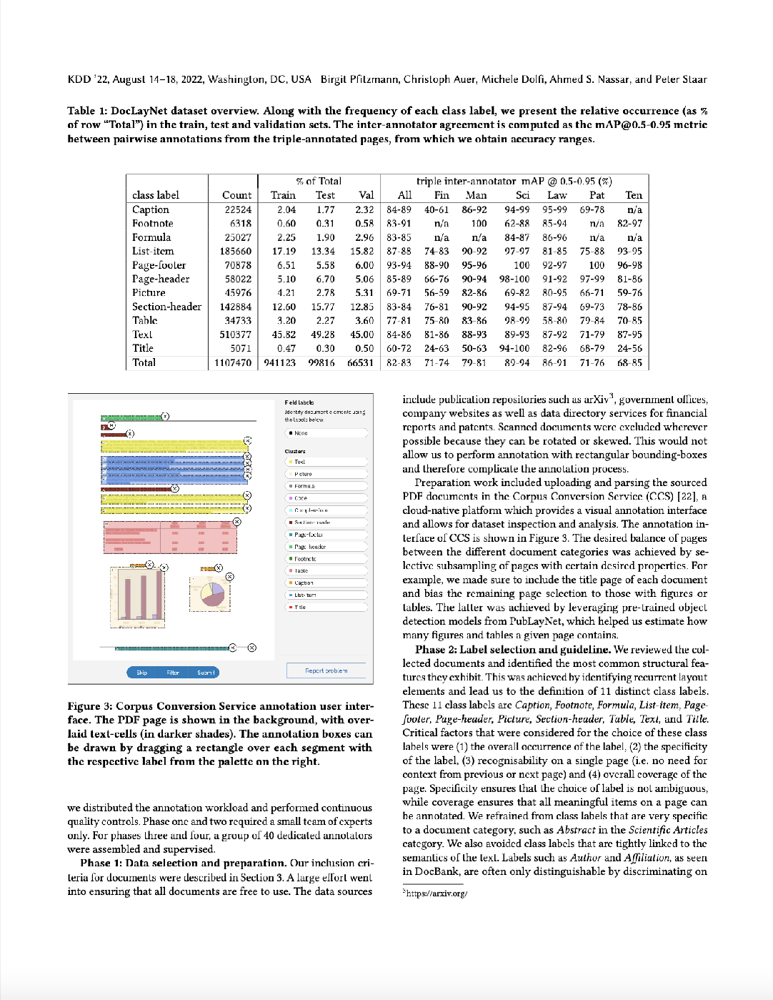 KDD '22, August 14–18, 2022, Washington, DC, USA Birgit Pfitzmann, Christoph Auer, Michele Dolfi, Ahmed S. Nassar, and Peter Staar
Table 1: DocLayNet dataset overview. Along with the frequency of each class label, we present the relative occurrence (as %
of row “Total”) in the train, test and validation sets. The inter-annotator agreement is computed as the mAP@0.5-0.95 metric
between pairwise annotations from the triple-annotated pages, from which we obtain accuracy ranges.
% of Total triple inter-annotator mAP @ 0.5-0.95 (%)
class label Count Train Test Val All Fin Man Sci Law Pat Ten
Caption 22524 2.04 1.77 2.32 84-89 40-61 86-92 94-99 95-99 69-78 n/a
Footnote 6318 0.60 0.31 0.58 83-91 n/a 100 62-88 85-94 n/a 82-97
Formula 25027 2.25 1.90 2.96 83-85 n/a n/a 84-87 86-96 n/a n/a
List-item 185660 17.19 13.34 15.82 87-88 74-83 90-92 97-97 81-85 75-88 93-95
Page-footer 70878 6.51 5.58 6.00 93-94 88-90 95-96 100 92-97 100 96-98
Page-header 58022 5.10 6.70 5.06 85-89 66-76 90-94 98-100 91-92 97-99 81-86
Picture 45976 4.21 2.78 5.31 69-71 56-59 82-86 69-82 80-95 66-71 59-76
Section-header 142884 12.60 15.77 12.85 83-84 76-81 90-92 94-95 87-94 69-73 78-86
Table 34733 3.20 2.27 3.60 77-81 75-80 83-86 98-99 58-80 79-84 70-85
Text 510377 45.82 49.28 45.00 84-86 81-86 88-93 89-93 87-92 71-79 87-95
Title 5071 0.47 0.30 0.50 60-72 24-63 50-63 94-100 82-96 68-79 24-56
Total 1107470 941123 99816 66531 82-83 71-74 79-81 89-94 86-91 71-76 68-85
Field labels
Identify document elements using
the labels below.
None
Clusters
Text
Picture
Formula
Code
Section-header
Page-footer
Page-header
Footnote
Table
Caption
List-item
Title
Skip Filter Submit
Report problem
Figure 3: Corpus Conversion Service annotation user inter-
face. The PDF page is shown in the background, with over-
laid text-cells (in darker shades). The annotation boxes can
be drawn by dragging a rectangle over each segment with
the respective label from the palette on the right.
we distributed the annotation workload and performed continuous
quality controls. Phase one and two required a small team of experts
only. For phases three and four, a group of 40 dedicated annotators
were assembled and supervised.
Phase 1: Data selection and preparation. Our inclusion cri-
teria for documents were described in Section 3. A large effort went
into ensuring that all documents are free to use. The data sources
include publication repositories such as arXiv³, government offices,
company websites as well as data directory services for financial
reports and patents. Scanned documents were excluded wherever
possible because they can be rotated or skewed. This would not
allow us to perform annotation with rectangular bounding-boxes
and therefore complicate the annotation process.
Preparation work included uploading and parsing the sourced
PDF documents in the Corpus Conversion Service (CCS) [22], a
cloud-native platform which provides a visual annotation interface
and allows for dataset inspection and analysis. The annotation in-
terface of CCS is shown in Figure 3. The desired balance of pages
between the different document categories was achieved by se-
lective subsampling of pages with certain desired properties. For
example, we made sure to include the title page of each document
and bias the remaining page selection to those with figures or
tables. The latter was achieved by leveraging pre-trained object
detection models from PubLayNet, which helped us estimate how
many figures and tables a given page contains.
Phase 2: Label selection and guideline. We reviewed the col-
lected documents and identified the most common structural fea-
tures they exhibit. This was achieved by identifying recurrent layout
elements and lead us to the definition of 11 distinct class labels.
These 11 class labels are Caption, Footnote, Formula, List-item, Page-
footer, Page-header, Picture, Section-header, Table, Text, and Title.
Critical factors that were considered for the choice of these class
labels were (1) the overall occurrence of the label, (2) the specificity
of the label, (3) recognisability on a single page (i.e. no need for
context from previous or next page) and (4) overall coverage of the
page. Specificity ensures that the choice of label is not ambiguous,
while coverage ensures that all meaningful items on a page can
be annotated. We refrained from class labels that are very specific
to a document category, such as Abstract in the Scientific Articles
category. We also avoided class labels that are tightly linked to the
semantics of the text. Labels such as Author and Affiliation, as seen
in DocBank, are often only distinguishable by discriminating on
³https://arxiv.org/